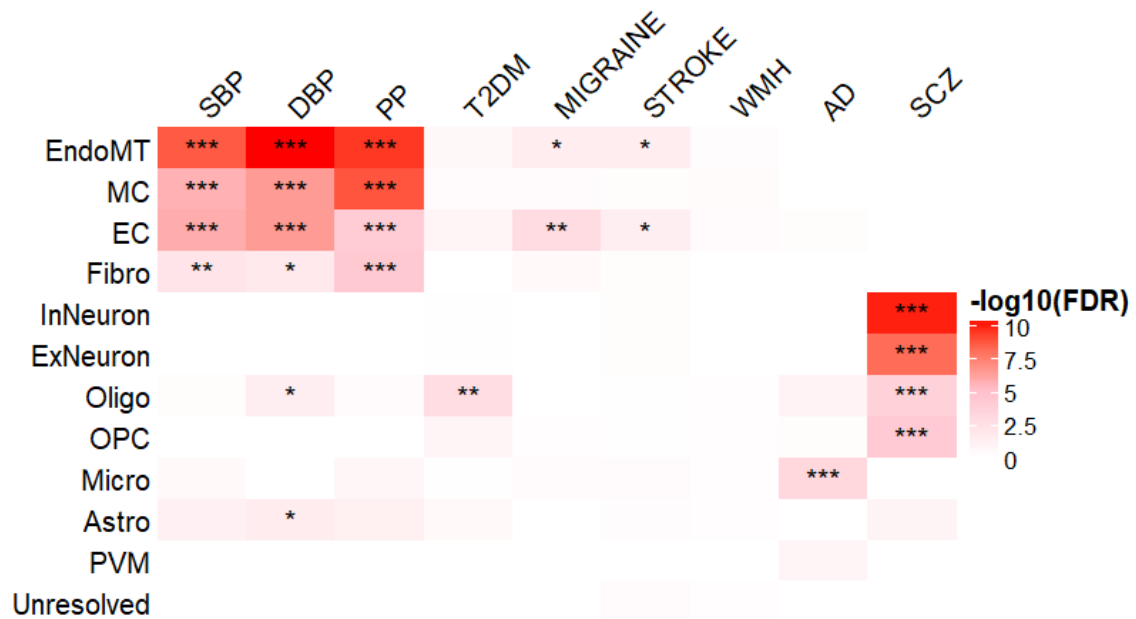 SBP DBP PP T2DM MIGRAINE STROKE WMH AD SCZ
EndoMT *** *** *** * *
MC *** *** ***
EC *** *** *** ** *
Fibro ** * ***
InNeuron ***
ExNeuron ***
Oligo * ** ***
OPC ***
Micro ***
Astro *
PVM
Unresolved
-log10(FDR)
10
7.5
5
2.5
0